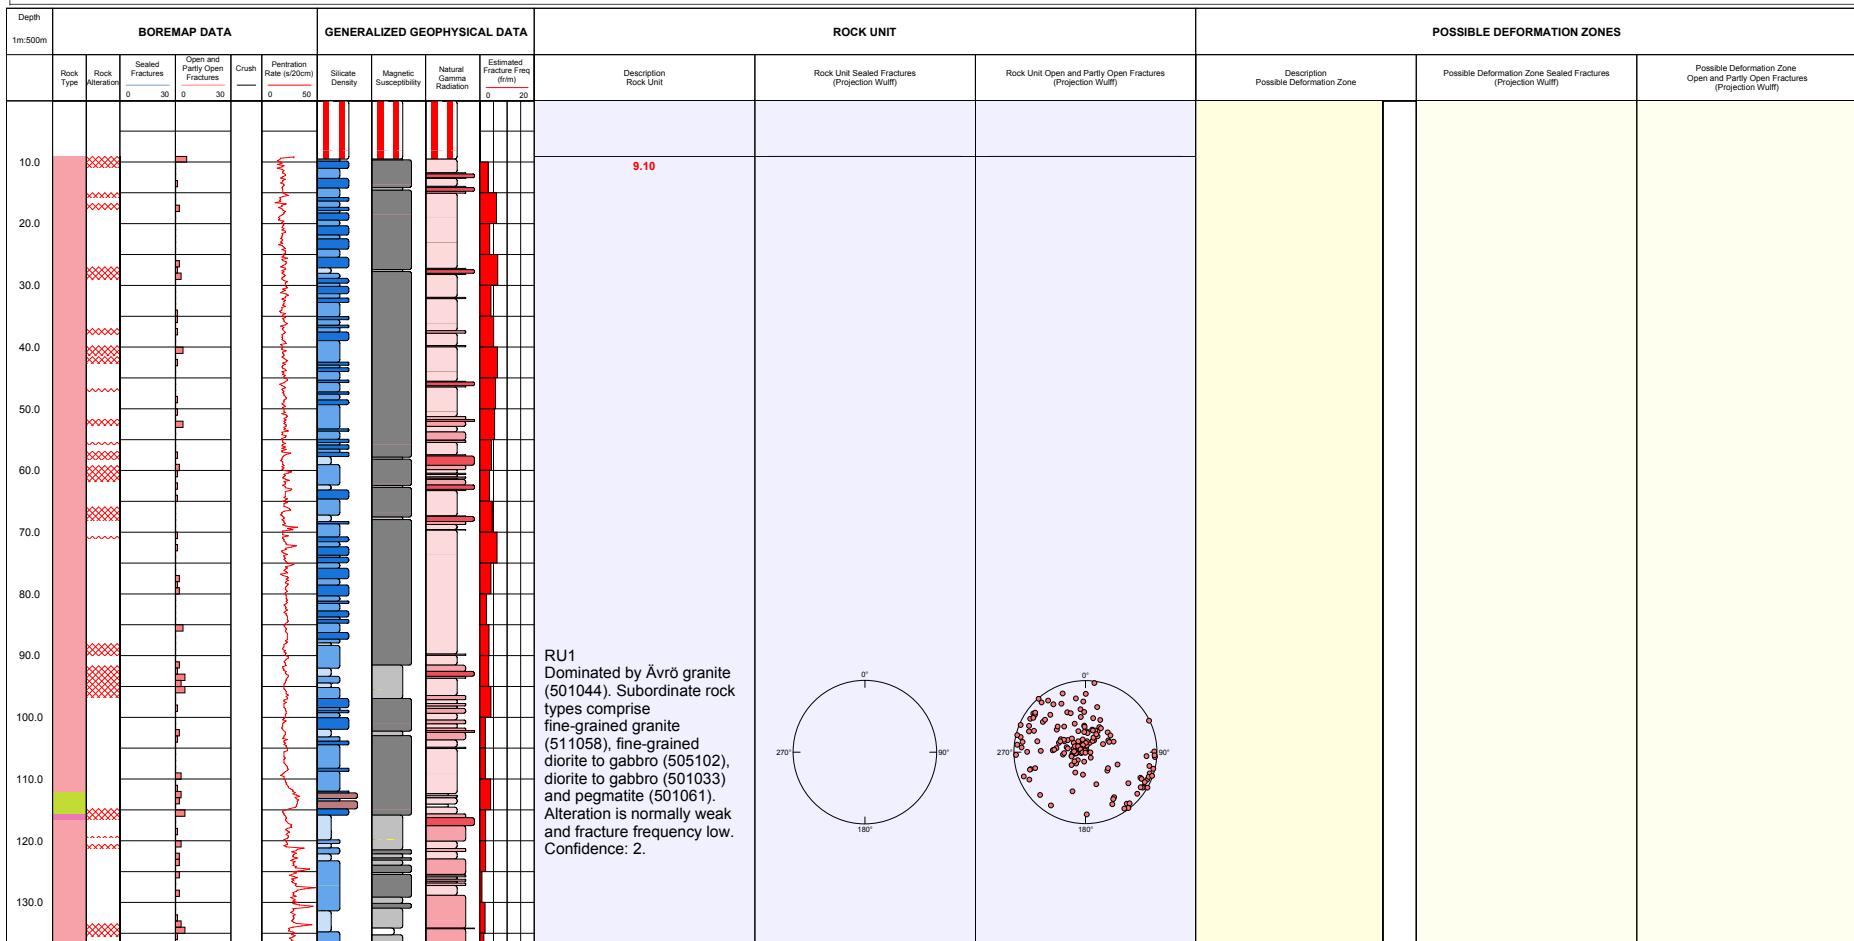 Depth
1m:500m
BOREMAP DATA
GENERALIZED GEOPHYSICAL DATA
ROCK UNIT
POSSIBLE DEFORMATION ZONES
Rock
Type
Rock
Alteration
Sealed
Fractures
0 30
Open and
Partly Open
Fractures
0 30
Crush
Pentration
Rate (s/20cm)
0 50
Silicate
Density
Magnetic
Susceptibility
Natural
Gamma
Radiation
Estimated
Fracture Freq
(fr/m)
0 20
Description
Rock Unit
Rock Unit Sealed Fractures
(Projection Wulff)
Rock Unit Open and Partly Open Fractures
(Projection Wulff)
Description
Possible Deformation Zone
Possible Deformation Zone Sealed Fractures
(Projection Wulff)
Possible Deformation Zone
Open and Partly Open Fractures
(Projection Wulff)
10.0
20.0
30.0
40.0
50.0
60.0
70.0
80.0
90.0
100.0
110.0
120.0
130.0
9.10
RU1
Dominated by Ävrö granite
(501044). Subordinate rock
types comprise
fine-grained granite
(511058), fine-grained
diorite to gabbro (505102),
diorite to gabbro (501033)
and pegmatite (501061).
Alteration is normally weak
and fracture frequency low.
Confidence: 2.
0°
270°
90°
180°
0°
270°
90°
180°